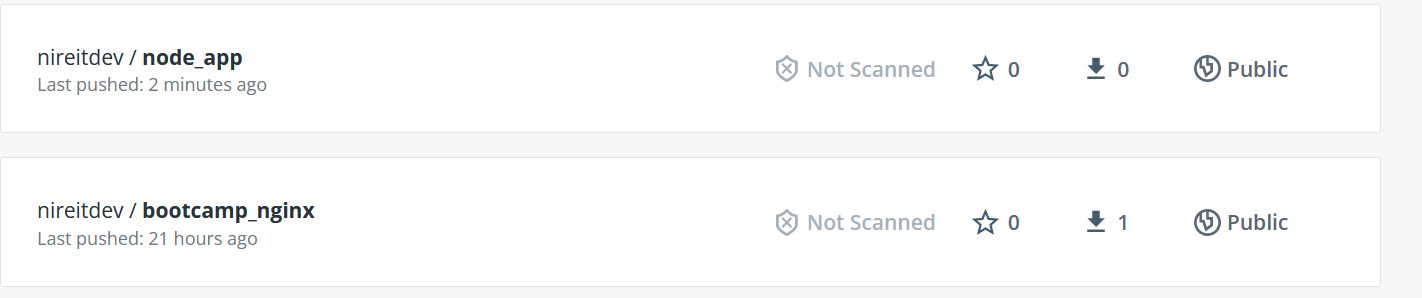 nireitdev / node_app
Last pushed: 2 minutes ago
Not Scanned 0 0 Public
nireitdev / bootcamp_nginx
Last pushed: 21 hours ago
Not Scanned 0 1 Public